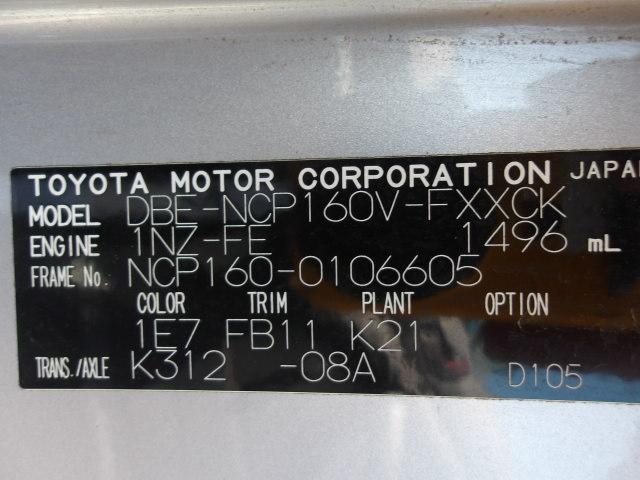 TOYOTA MOTOR CORPORATION JAPAN
MODEL DBE-NCP160V-FXXCK
ENGINE 1NZ-FE 1496 mL
FRAME No. NCP160-0106605
COLOR TRIM PLANT OPTION
1E7 FB11 K21
TRANS./AXLE K312 -08A D105